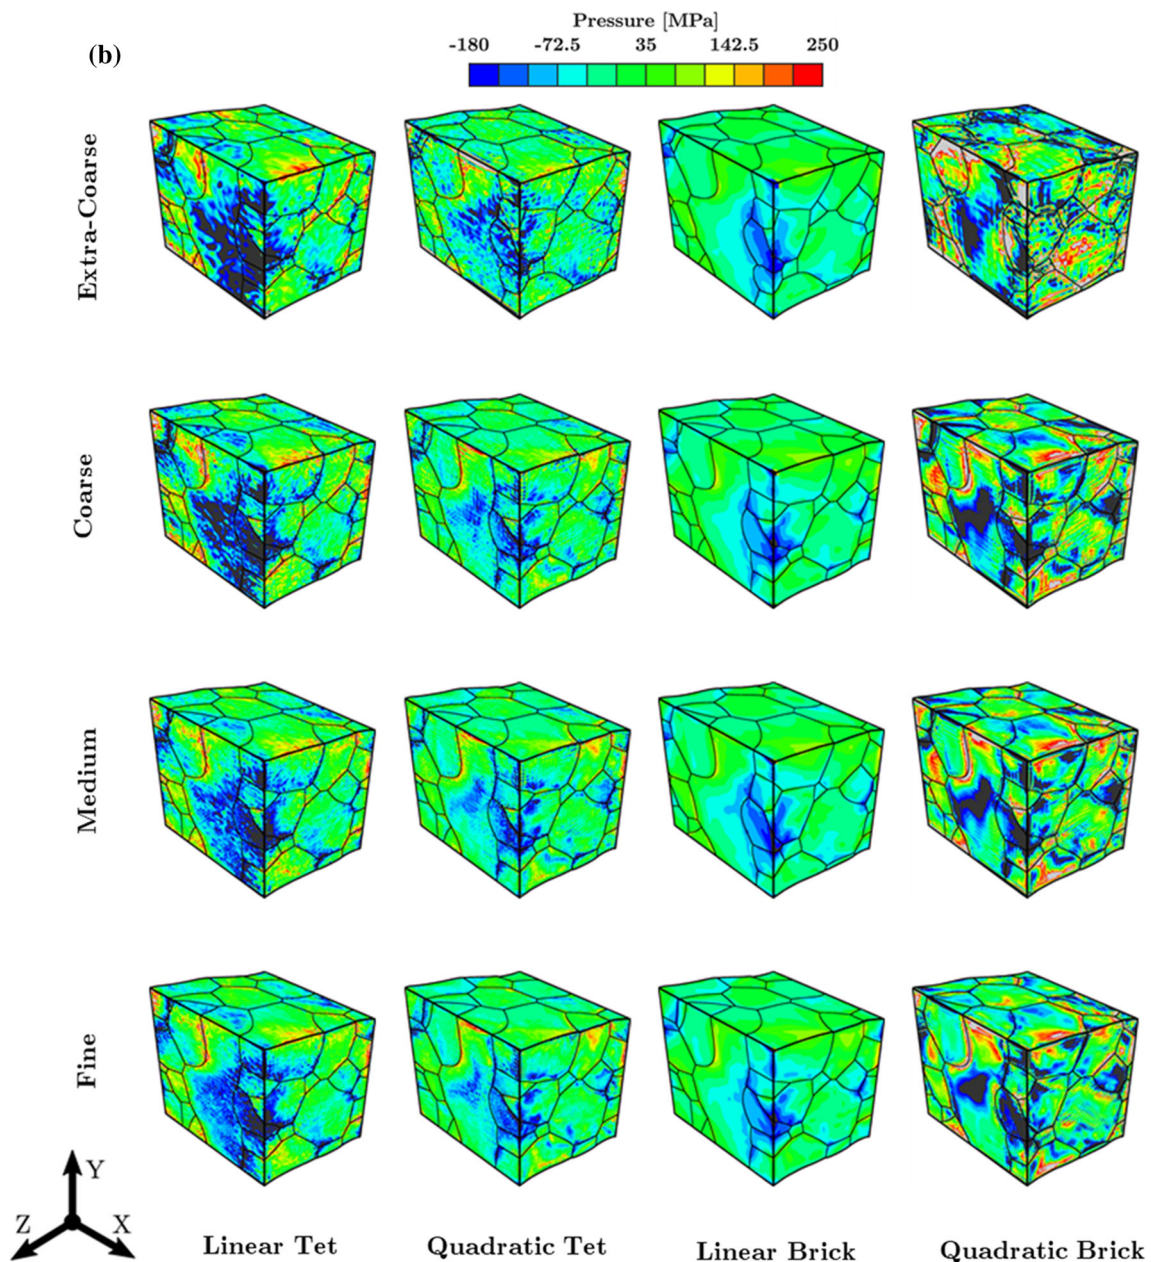 (b)
Pressure [MPa]
-180 -72.5 35 142.5 250
Extra-Coarse
Coarse
Medium
Fine
Y
Z X
Linear Tet Quadratic Tet Linear Brick Quadratic Brick